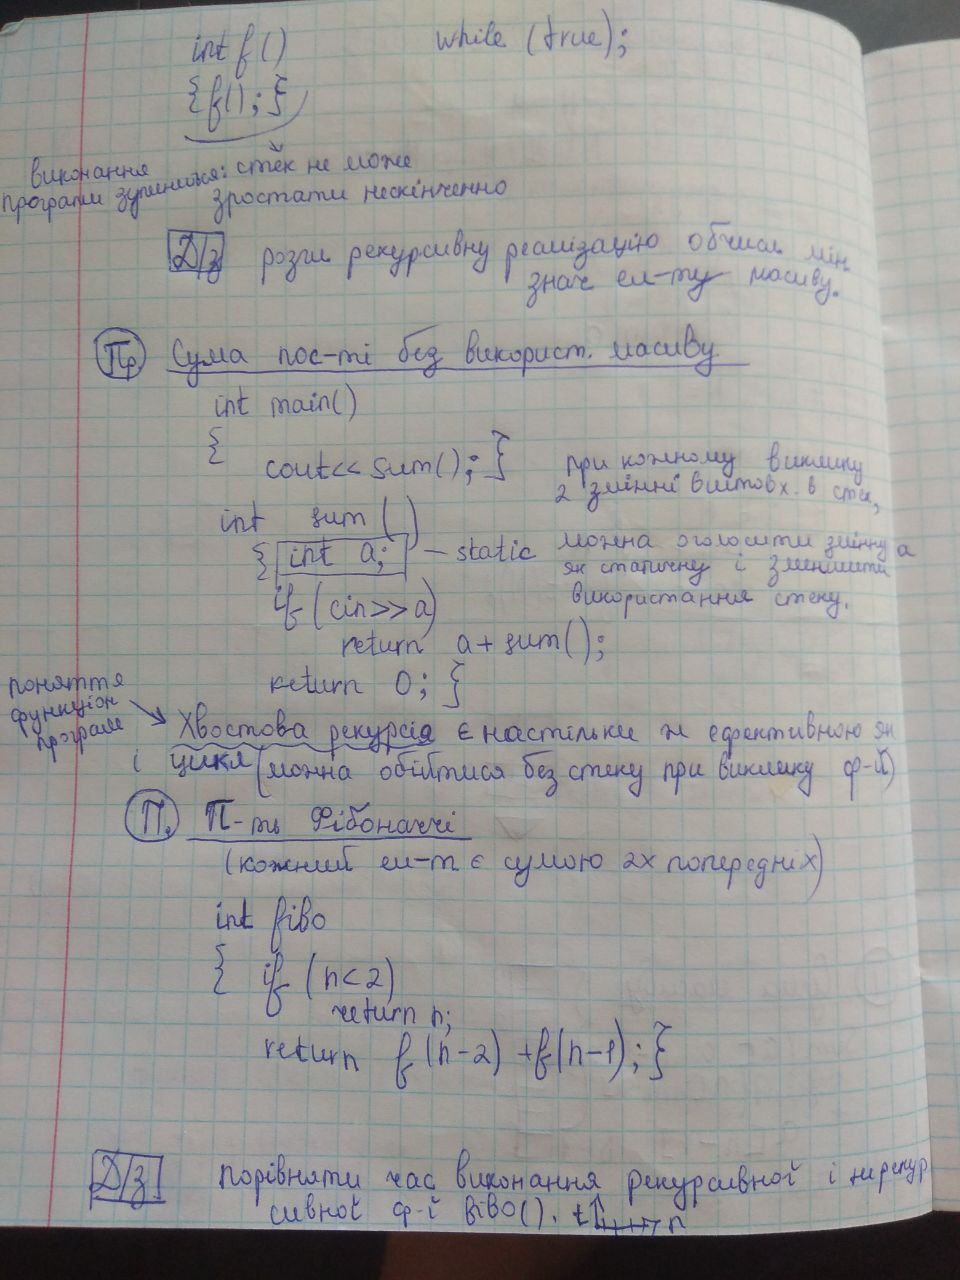 int f() while (true);
{f(); }
виконання
програми зупиниться: стек не може
зростати нескінченно
Д/з розгл рекурсивну реалізацію обчисл мін
знач ел-ту масиву.
Пр Сума пос-ті без використ. масиву
int main()
{
cout<< sum(); }
при кожному виклику
2 змінні виштовх. в стек,
int sum ()
{ int a; – static можна оголосити змінну a
як статичну і зменшити
використання стеку.
if (cin>>a)
return a + sum();
return 0; }
поняття
функціон
програм
Хвостова рекурсія є настільки ж ефективною як
і цикл (можна обійтися без стеку при виклику ф-ії)
П. П-ть Фібоначчі
(кожний ел-т є сумою 2х попередніх)
int fibo
{ if (n<2)
return n;
return f(n-2) + f(n-1); }
Д/з порівняти час виконання рекурсивної і нерекур
сивної ф-ї fibo(). t n